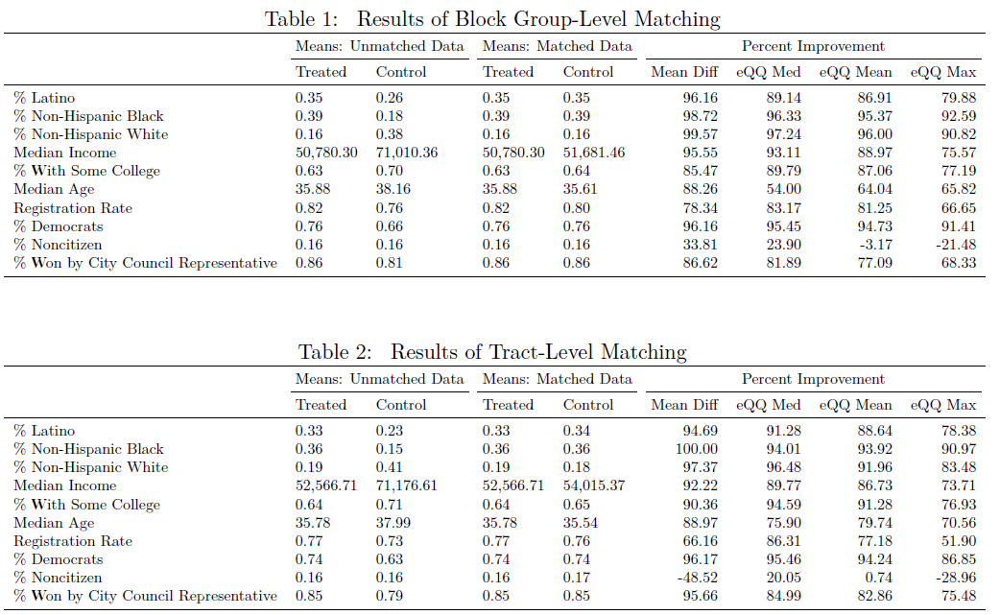 Table 1: Results of Block Group-Level Matching
Means: Unmatched Data Means: Matched Data Percent Improvement
Treated Control Treated Control Mean Diff eQQ Med eQQ Mean eQQ Max
% Latino 0.35 0.26 0.35 0.35 96.16 89.14 86.91 79.88
% Non-Hispanic Black 0.39 0.18 0.39 0.39 98.72 96.33 95.37 92.59
% Non-Hispanic White 0.16 0.38 0.16 0.16 99.57 97.24 96.00 90.82
Median Income 50,780.30 71,010.36 50,780.30 51,681.46 95.55 93.11 88.97 75.57
% With Some College 0.63 0.70 0.63 0.64 85.47 89.79 87.06 77.19
Median Age 35.88 38.16 35.88 35.61 88.26 54.00 64.04 65.82
Registration Rate 0.82 0.76 0.82 0.80 78.34 83.17 81.25 66.65
% Democrats 0.76 0.66 0.76 0.76 96.16 95.45 94.73 91.41
% Noncitizen 0.16 0.16 0.16 0.16 33.81 23.90 -3.17 -21.48
% Won by City Council Representative 0.86 0.81 0.86 0.86 86.62 81.89 77.09 68.33
Table 2: Results of Tract-Level Matching
Means: Unmatched Data Means: Matched Data Percent Improvement
Treated Control Treated Control Mean Diff eQQ Med eQQ Mean eQQ Max
% Latino 0.33 0.23 0.33 0.34 94.69 91.28 88.64 78.38
% Non-Hispanic Black 0.36 0.15 0.36 0.36 100.00 94.01 93.92 90.97
% Non-Hispanic White 0.19 0.41 0.19 0.18 97.37 96.48 91.96 83.48
Median Income 52,566.71 71,176.61 52,566.71 54,015.37 92.22 89.77 86.73 73.71
% With Some College 0.64 0.71 0.64 0.65 90.36 94.59 91.28 76.93
Median Age 35.78 37.99 35.78 35.54 88.97 75.90 79.74 70.56
Registration Rate 0.77 0.73 0.77 0.76 66.16 86.31 77.18 51.90
% Democrats 0.74 0.63 0.74 0.74 96.17 95.46 94.24 86.85
% Noncitizen 0.16 0.16 0.16 0.17 -48.52 20.05 0.74 -28.96
% Won by City Council Representative 0.85 0.79 0.85 0.85 95.66 84.99 82.86 75.48